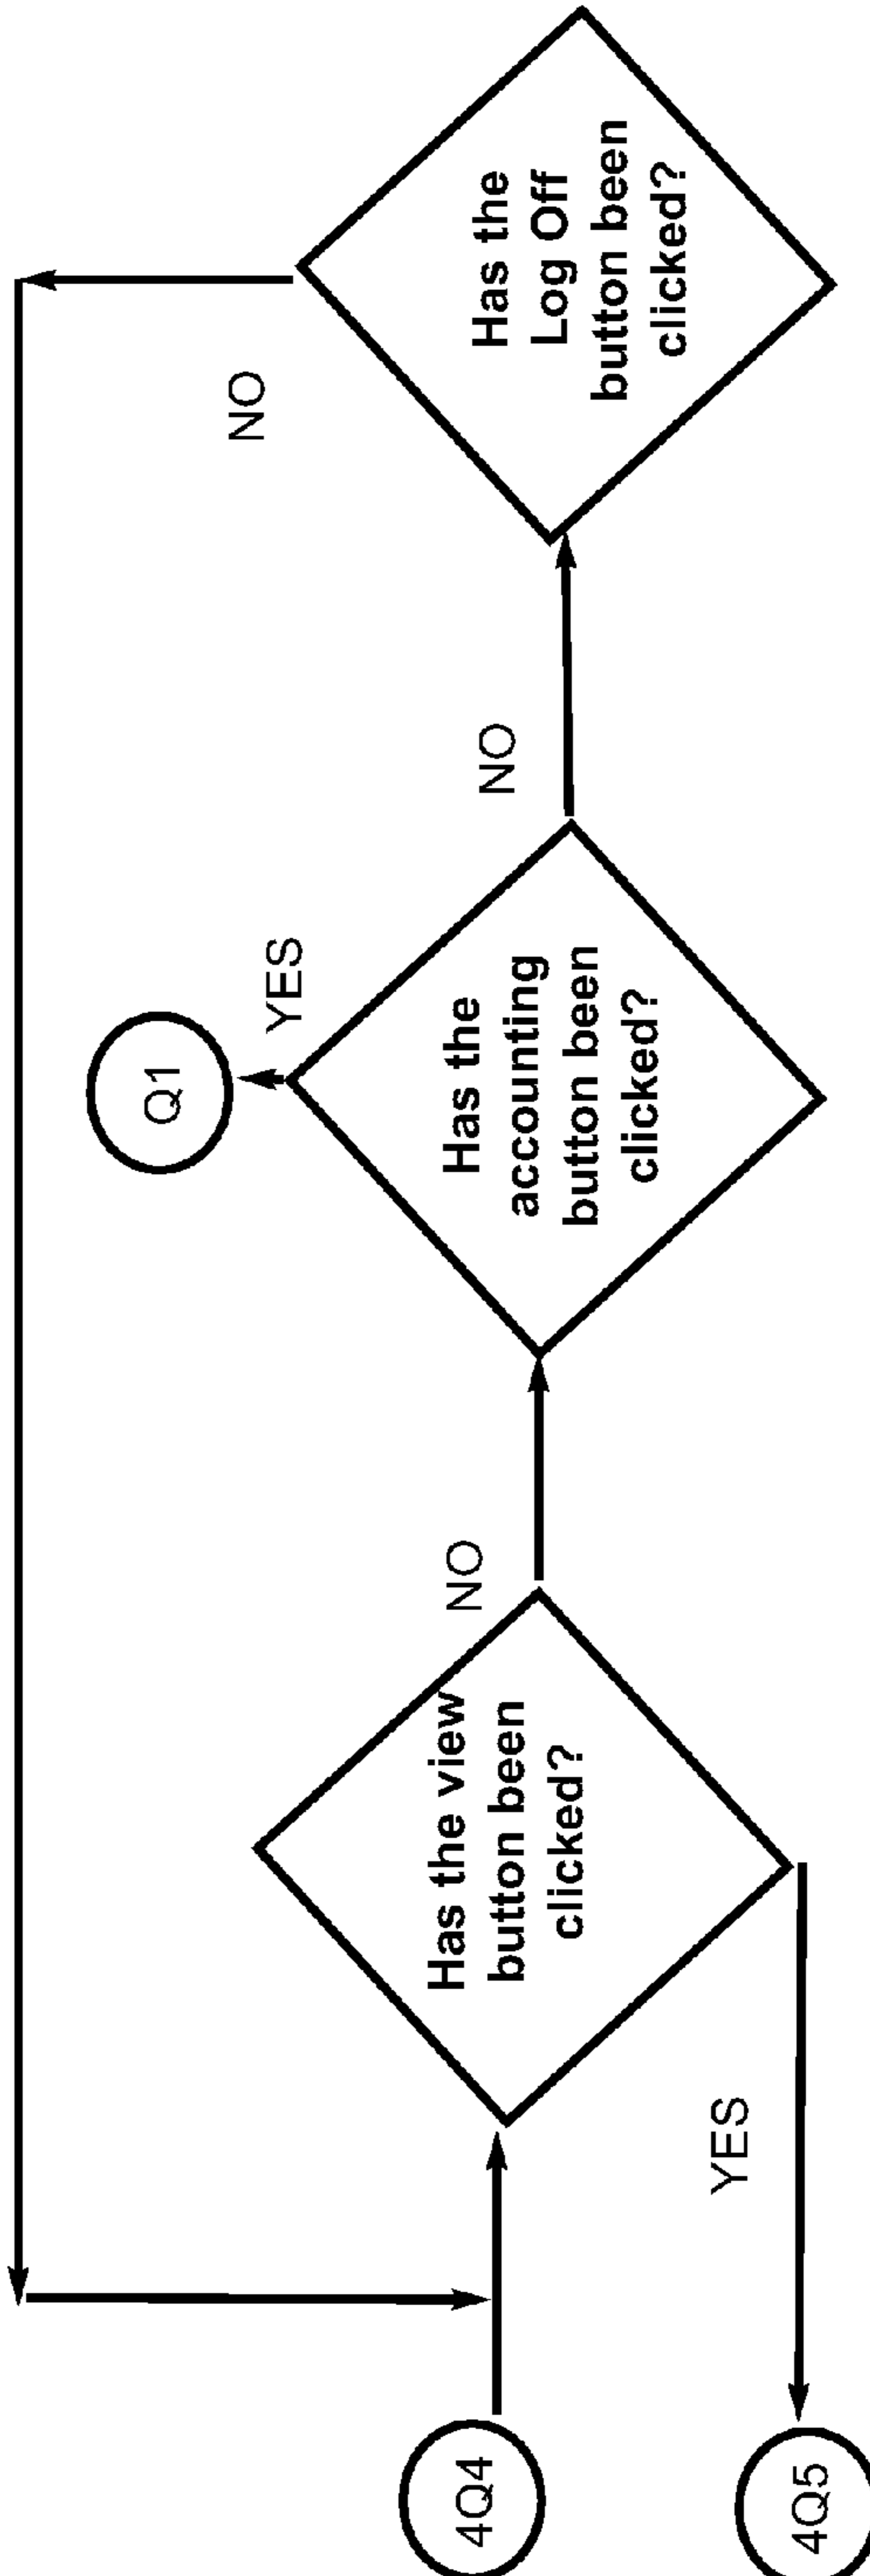 4Q4
Has the view
button been
clicked?
NO
YES
4Q5
Has the
accounting
button been
clicked?
YES
Q1
NO
Has the
Log Off
button been
clicked?
NO